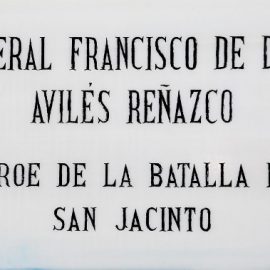 ERAL FRANCISCO DE D
AVILÉS REÑAZCO
ROE DE LA BATALLA
SAN JACINTO